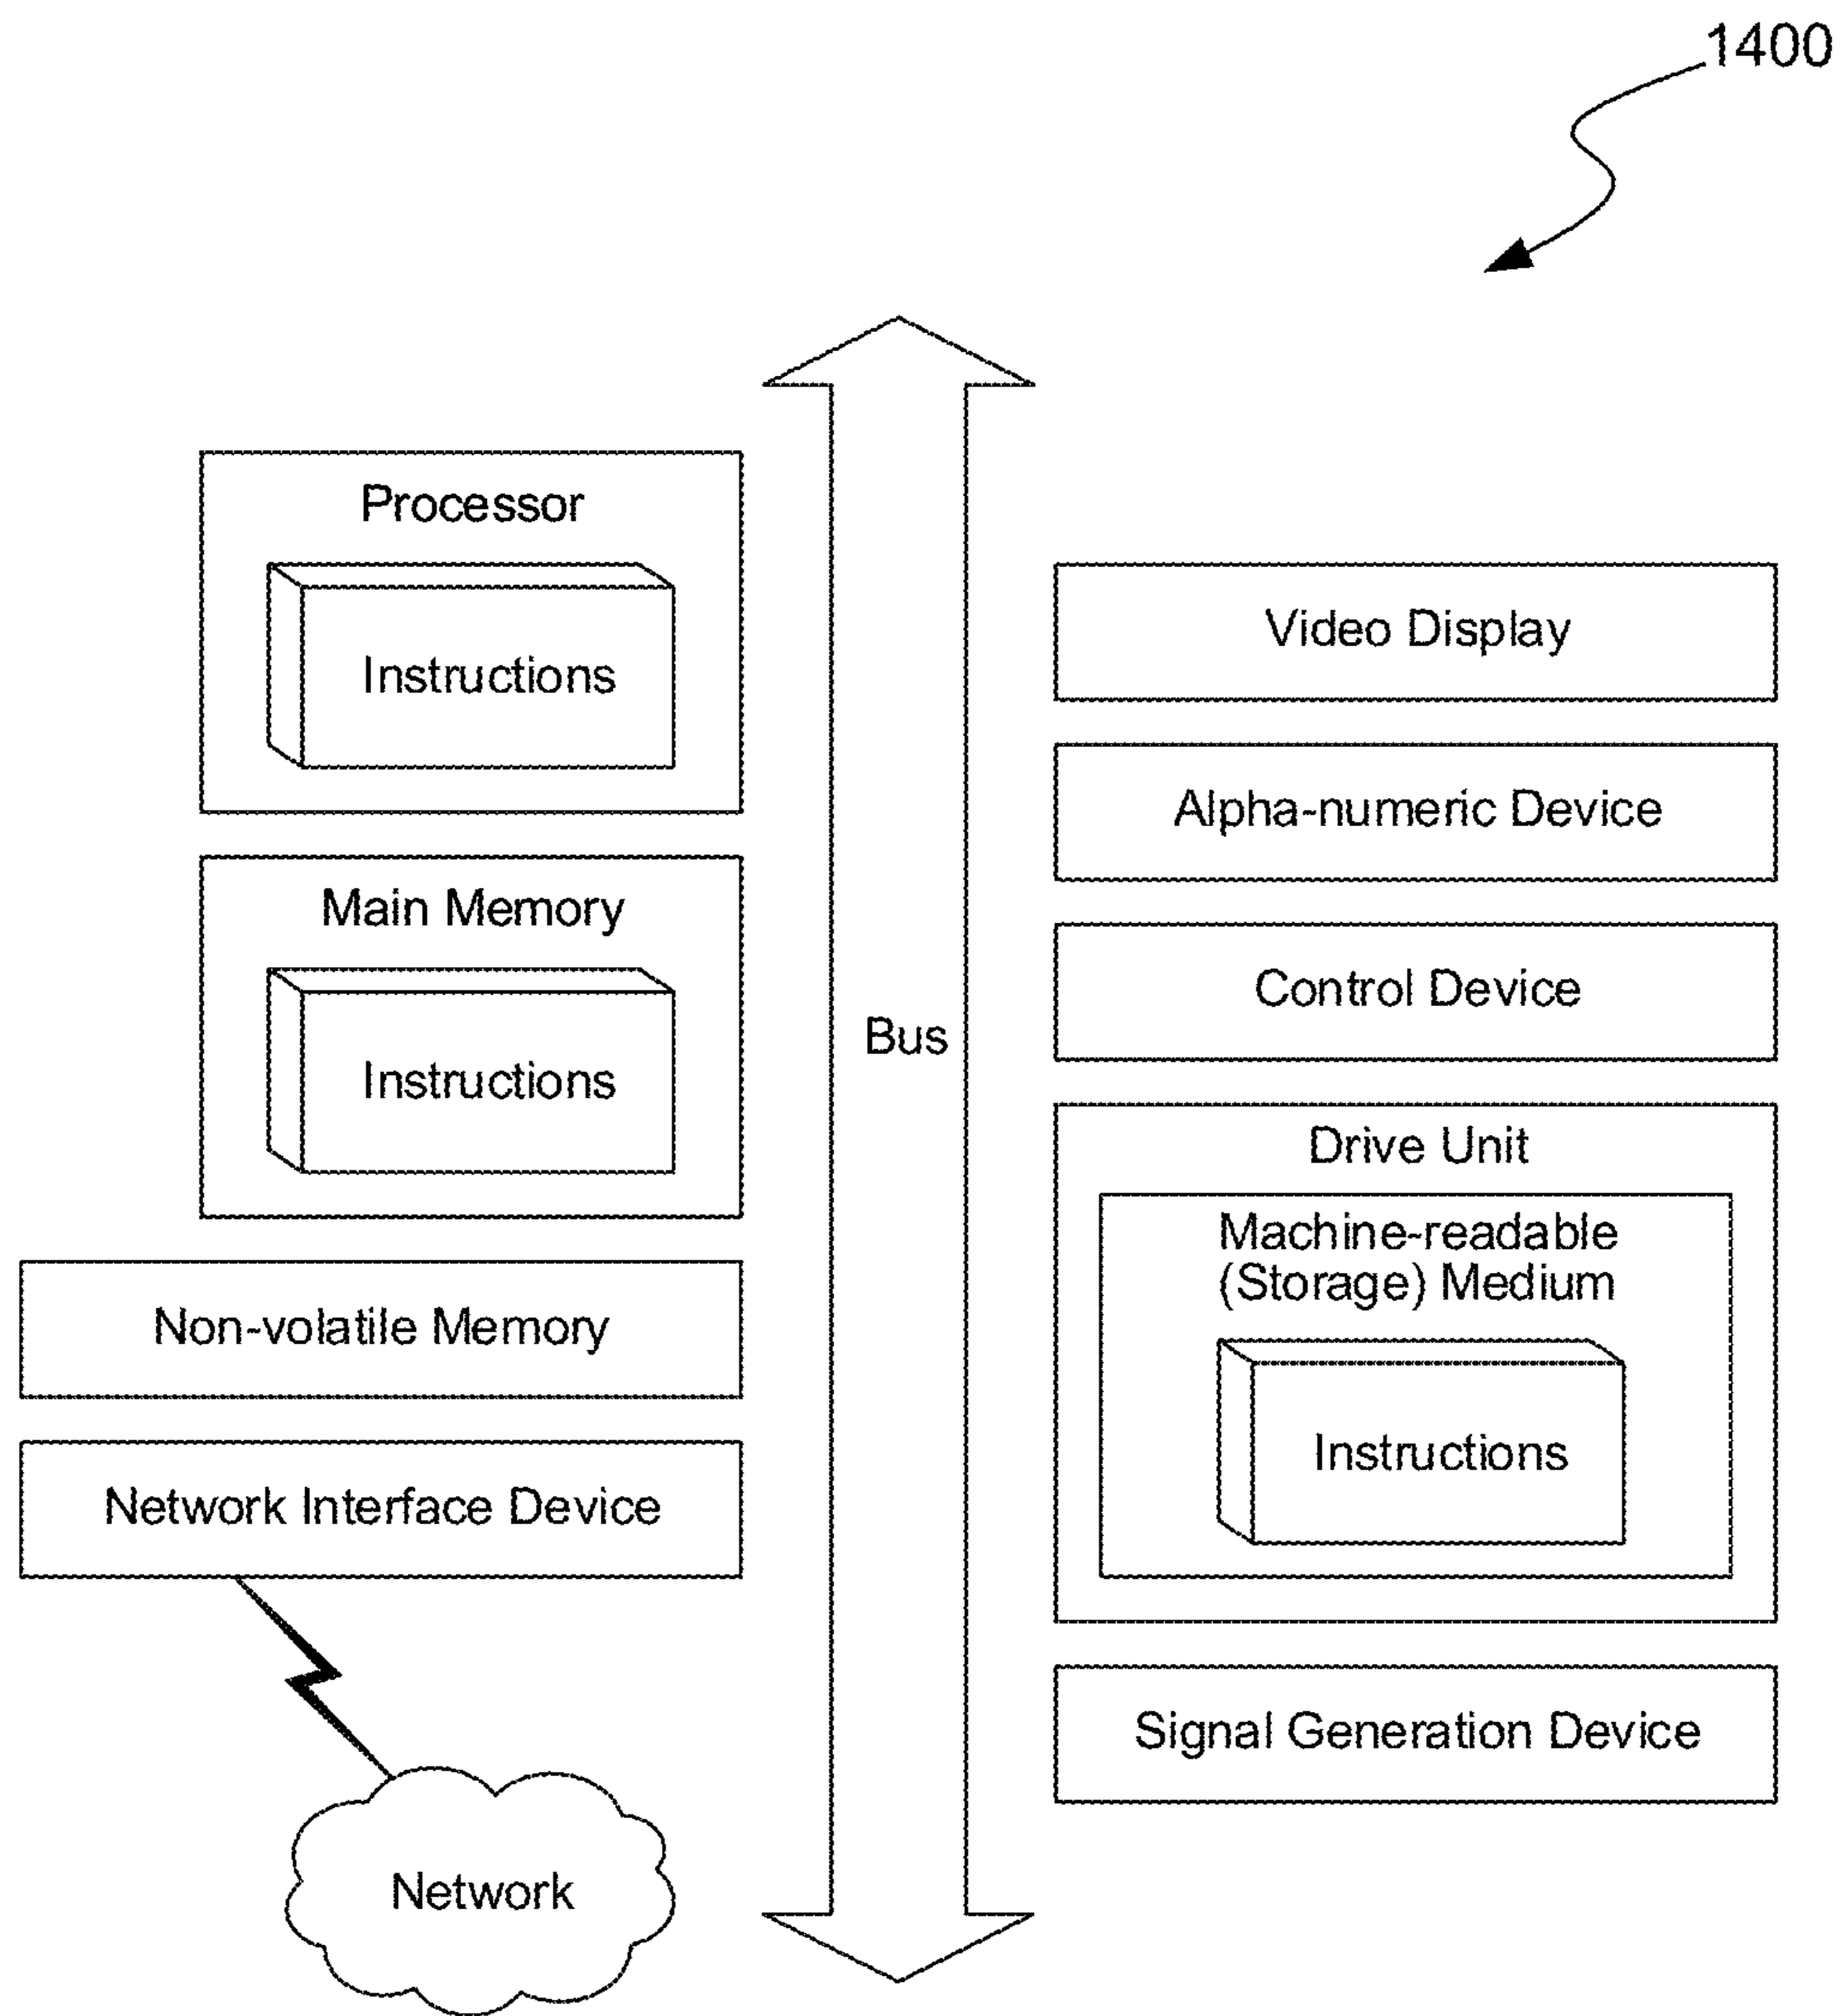 1400
Processor
Instructions
Main Memory
Instructions
Non-volatile Memory
Network Interface Device
Network
Bus
Video Display
Alpha-numeric Device
Control Device
Drive Unit
Machine-readable
(Storage) Medium
Instructions
Signal Generation Device